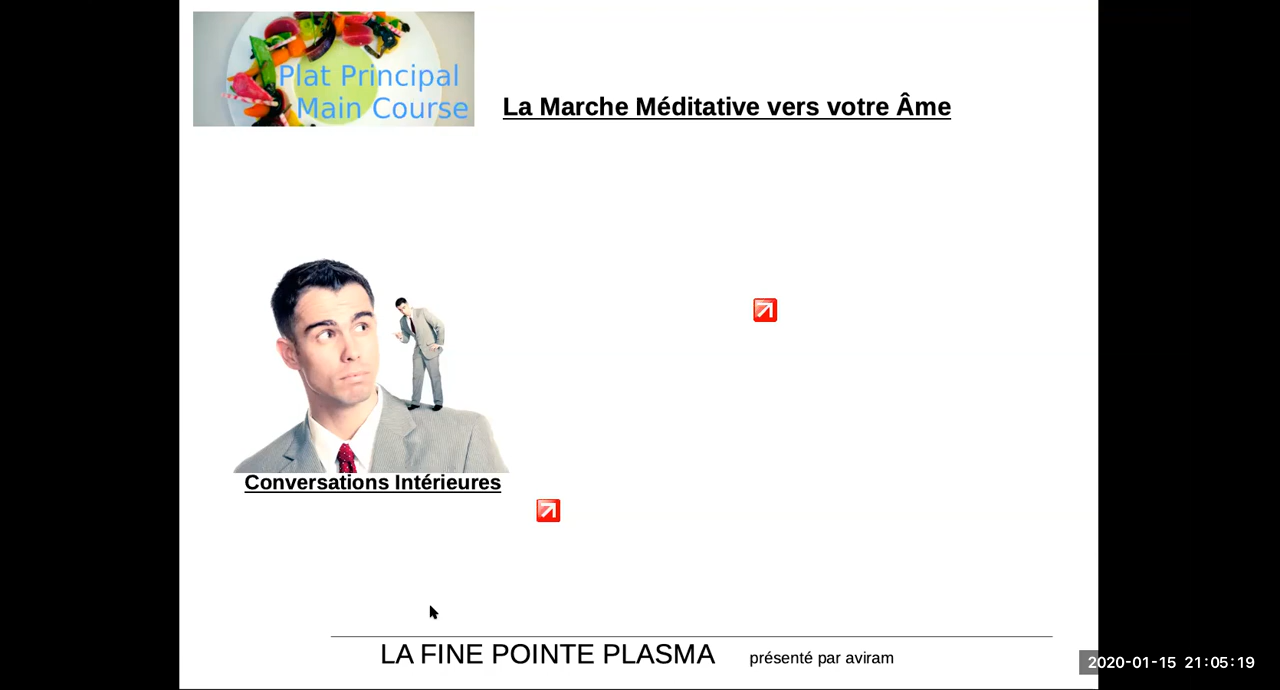 Plat Principal
Main Course
La Marche Méditative vers votre Âme
Conversations Intérieures
LA FINE POINTE PLASMA présenté par aviram
2020-01-15 21:05:19